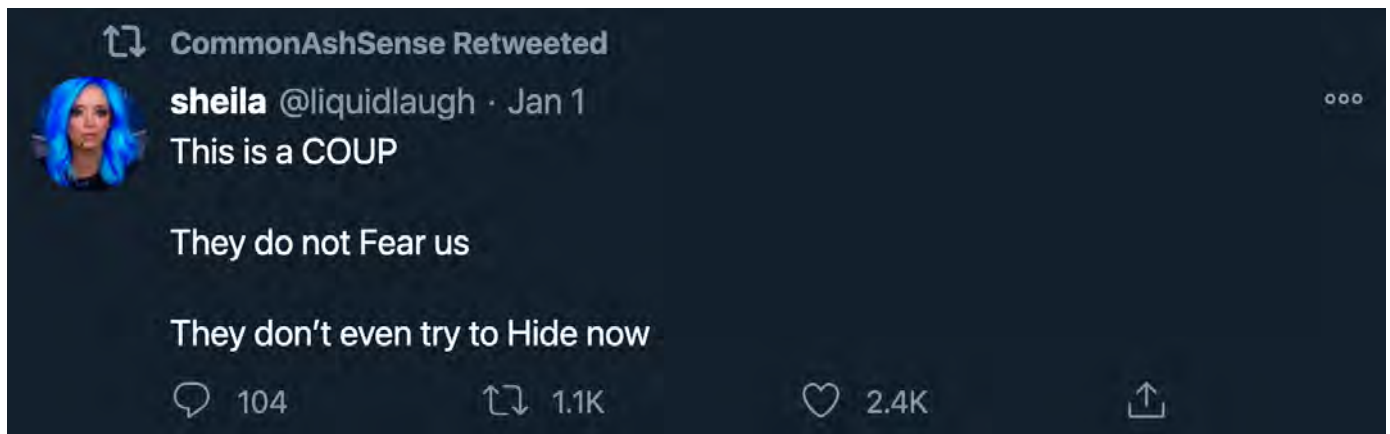 CommonAshSense Retweeted
sheila @liquidlaugh · Jan 1
This is a COUP
They do not Fear us
They don't even try to Hide now
104 1.1K 2.4K